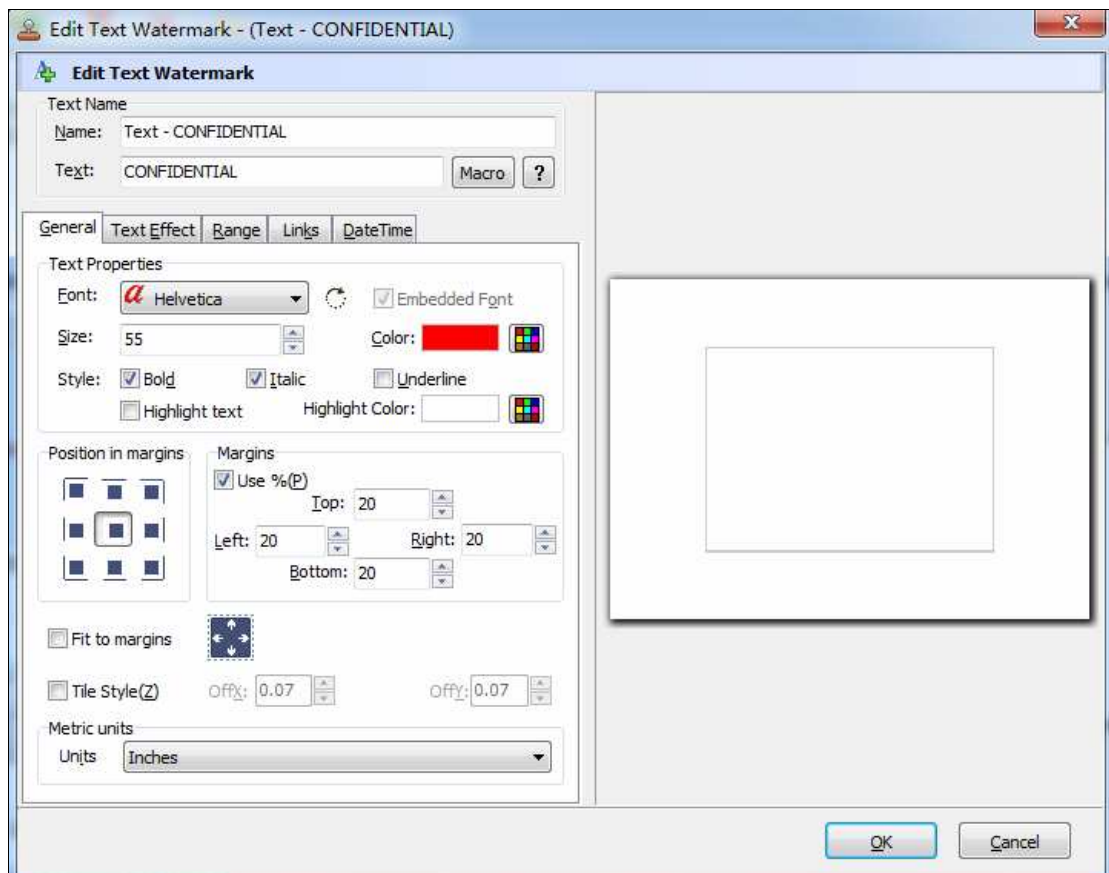 Edit Text Watermark - (Text - CONFIDENTIAL)
Edit Text Watermark
Text Name
Name: Text - CONFIDENTIAL
Text: CONFIDENTIAL Macro ?
General Text Effect Range Links DateTime
Text Properties
Font: a Helvetica Embedded Font
Size: 55 Color:
Style: Bold Italic Underline
Highlight text Highlight Color:
Position in margins Margins
Use %(P)
Top: 20
Left: 20 Right: 20
Bottom: 20
Fit to margins
Tile Style(Z) OffX: 0.07 OffY: 0.07
Metric units
Units Inches
OK Cancel